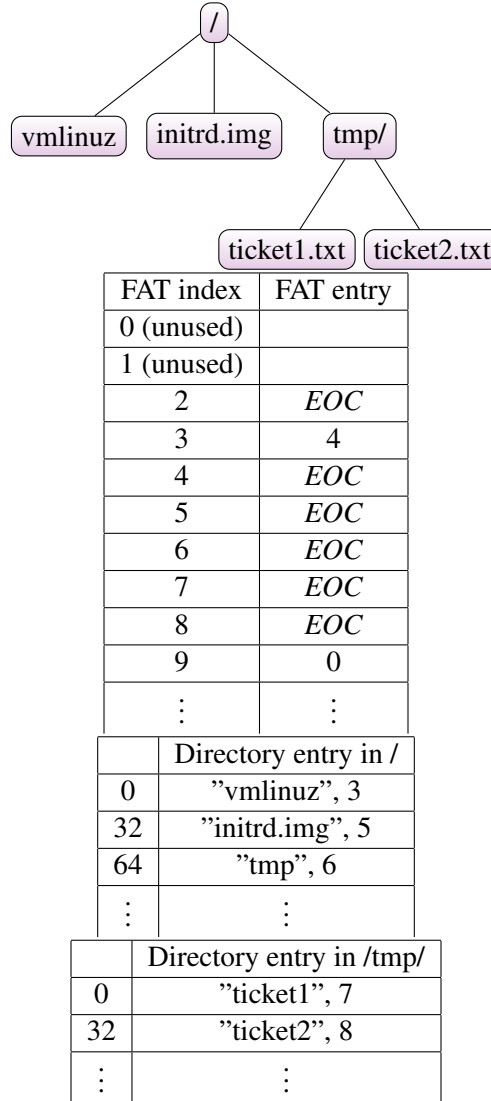 /
vmlinuz initrd.img tmp/
ticket1.txt ticket2.txt
FAT index FAT entry
0 (unused)
1 (unused)
2 EOC
3 4
4 EOC
5 EOC
6 EOC
7 EOC
8 EOC
9 0
⋮ ⋮
Directory entry in /
0 ”vmlinuz”, 3
32 ”initrd.img”, 5
64 ”tmp”, 6
⋮ ⋮
Directory entry in /tmp/
0 ”ticket1”, 7
32 ”ticket2”, 8
⋮ ⋮